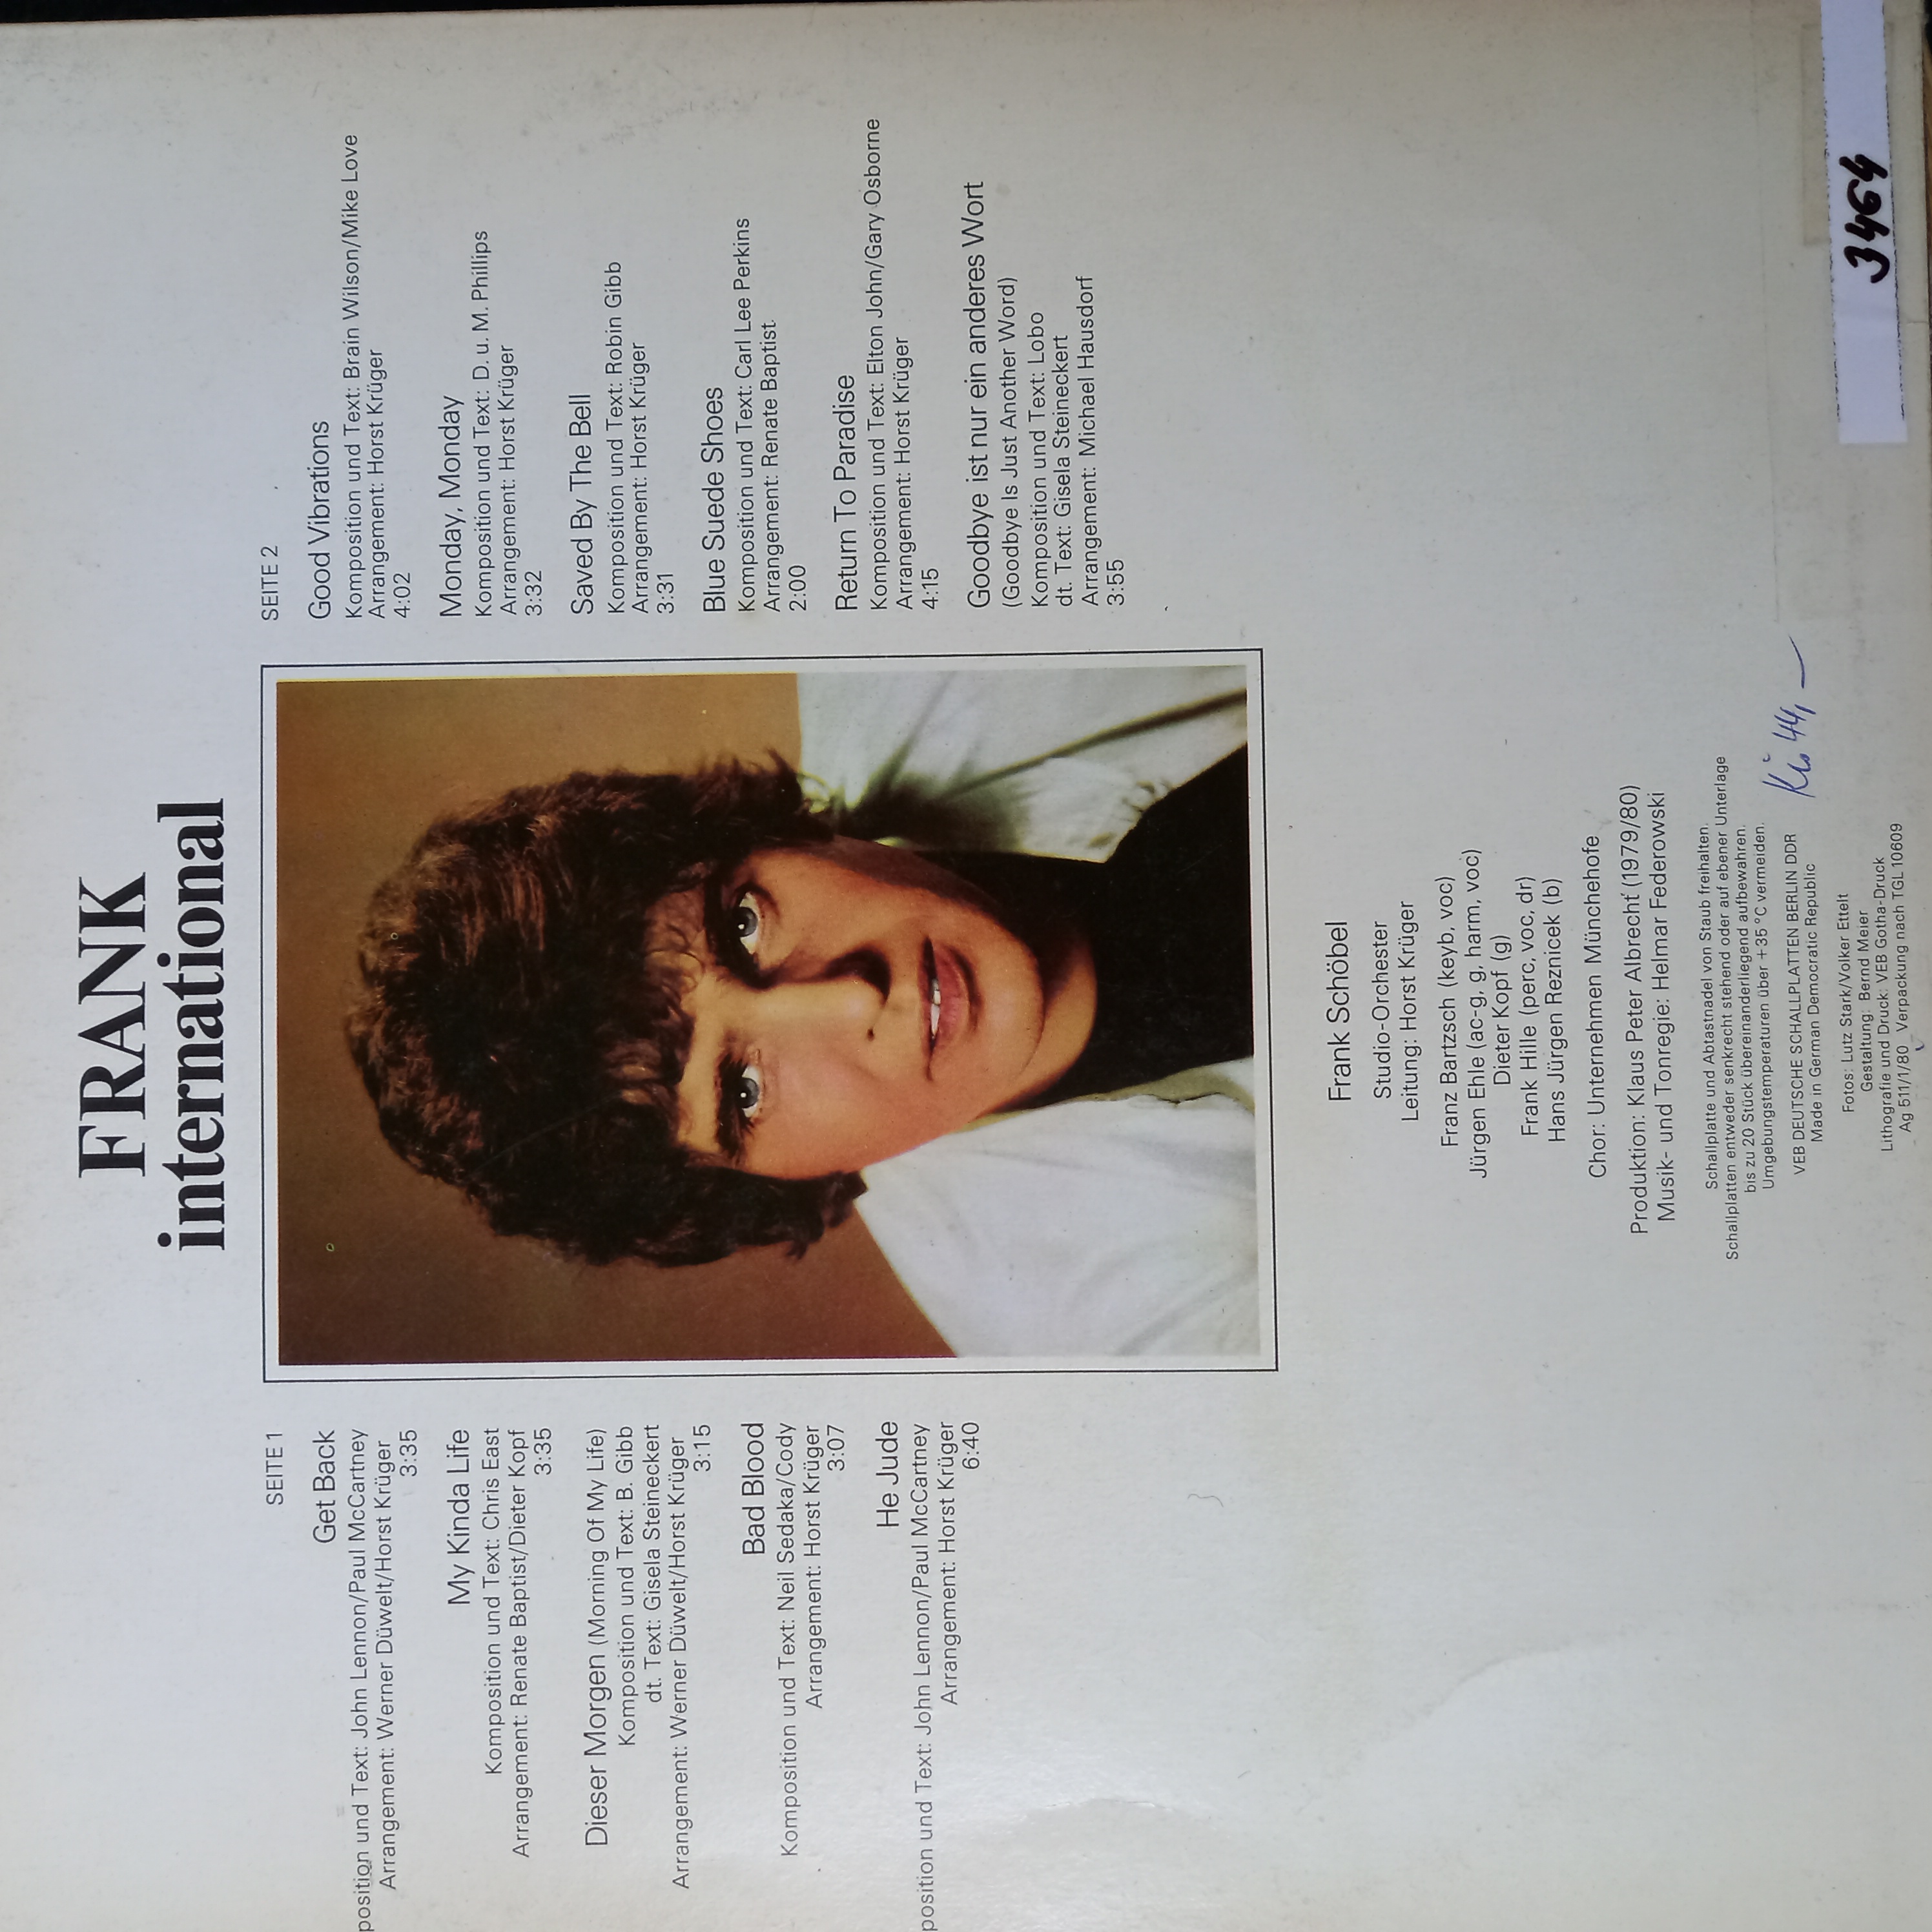 FRANK
international
SEITE 1
Get Back
position und Text: John Lennon/Paul McCartney
Arrangement: Werner Düwelt/Horst Krüger
3:35
My Kinda Life
Komposition und Text: Chris East
Arrangement: Renate Baptist/Dieter Kopf
3:35
Dieser Morgen (Morning Of My Life)
Komposition und Text: B. Gibb
dt. Text: Gisela Steineckert
Arrangement: Werner Düwelt/Horst Krüger
3:15
Bad Blood
Komposition und Text: Neil Sedaka/Cody
Arrangement: Horst Krüger
3:07
He Jude
position und Text: John Lennon/Paul McCartney
Arrangement: Horst Krüger
6:40
SEITE 2
Good Vibrations
Komposition und Text: Brain Wilson/Mike Love
Arrangement: Horst Krüger
4:02
Monday, Monday
Komposition und Text: D. u. M. Phillips
Arrangement: Horst Krüger
3:32
Saved By The Bell
Komposition und Text: Robin Gibb
Arrangement: Horst Krüger
3:31
Blue Suede Shoes
Komposition und Text: Carl Lee Perkins
Arrangement: Renate Baptist
2:00
Return To Paradise
Komposition und Text: Elton John/Gary Osborne
Arrangement: Horst Krüger
4:15
Goodbye ist nur ein anderes Wort
(Goodbye Is Just Another Word)
Komposition und Text: Lobo
dt. Text: Gisela Steineckert
Arrangement: Michael Hausdorf
3:55
Frank Schöbel
Studio-Orchester
Leitung: Horst Krüger
Franz Bartzsch (keyb, voc)
Jürgen Ehle (ac-g, g, harm, voc)
Dieter Kopf (g)
Frank Hille (perc, voc, dr)
Hans Jürgen Reznicek (b)
Chor: Unternehmen Münchehofe
Produktion: Klaus Peter Albrecht (1979/80)
Musik- und Tonregie: Helmar Federowski
Schallplatte und Abtastnadel von Staub freihalten.
Schallplatten entweder senkrecht stehend oder auf ebener Unterlage
bis zu 20 Stück übereinanderliegend aufbewahren.
Umgebungstemperaturen über +35 °C vermeiden.
VEB DEUTSCHE SCHALLPLATTEN BERLIN DDR
Made in German Democratic Republic
Fotos: Lutz Stark/Volker Ettelt
Gestaltung: Bernd Meier
Lithografie und Druck: VEB Gotha-Druck
Ag 511/1/80 Verpackung nach TGL 10609
3464